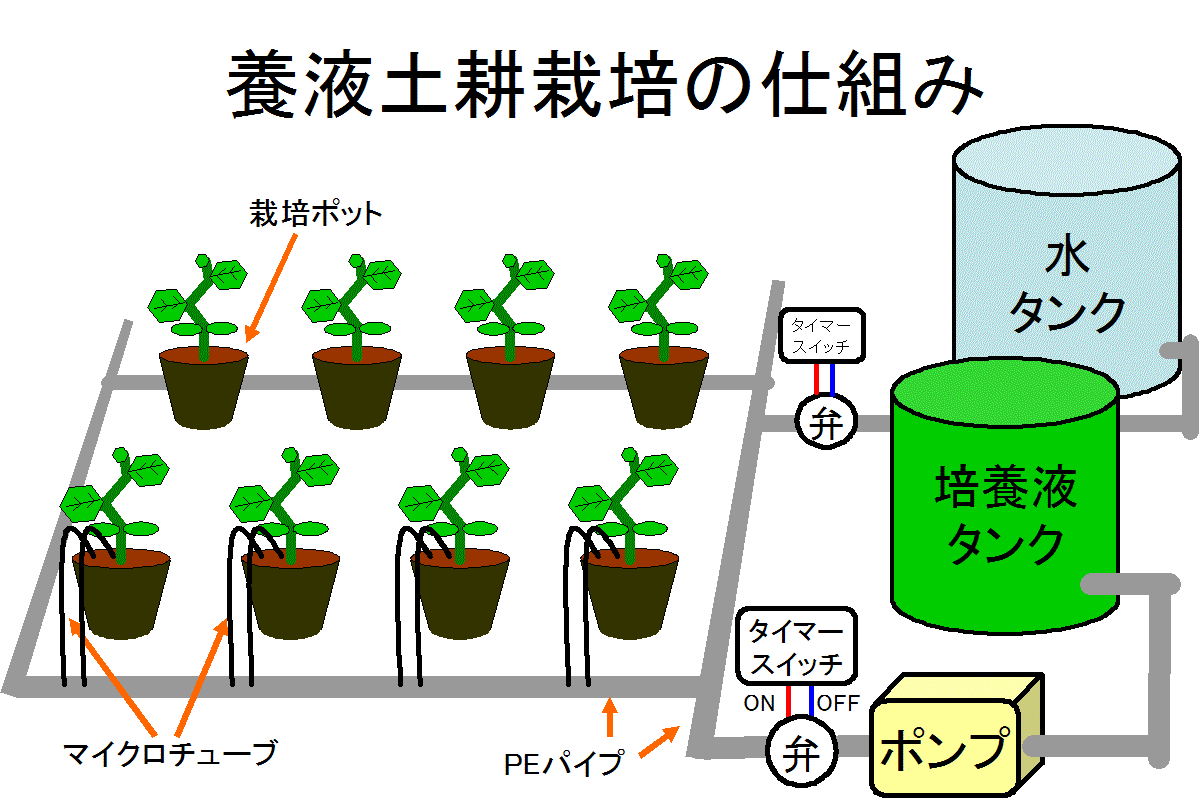 養液土耕栽培の仕組み
栽培ポット
水
タンク
タイマー
スイッチ
弁
培養液
タンク
タイマー
スイッチ
ON
OFF
弁
ポンプ
マイクロチューブ
PEパイプ